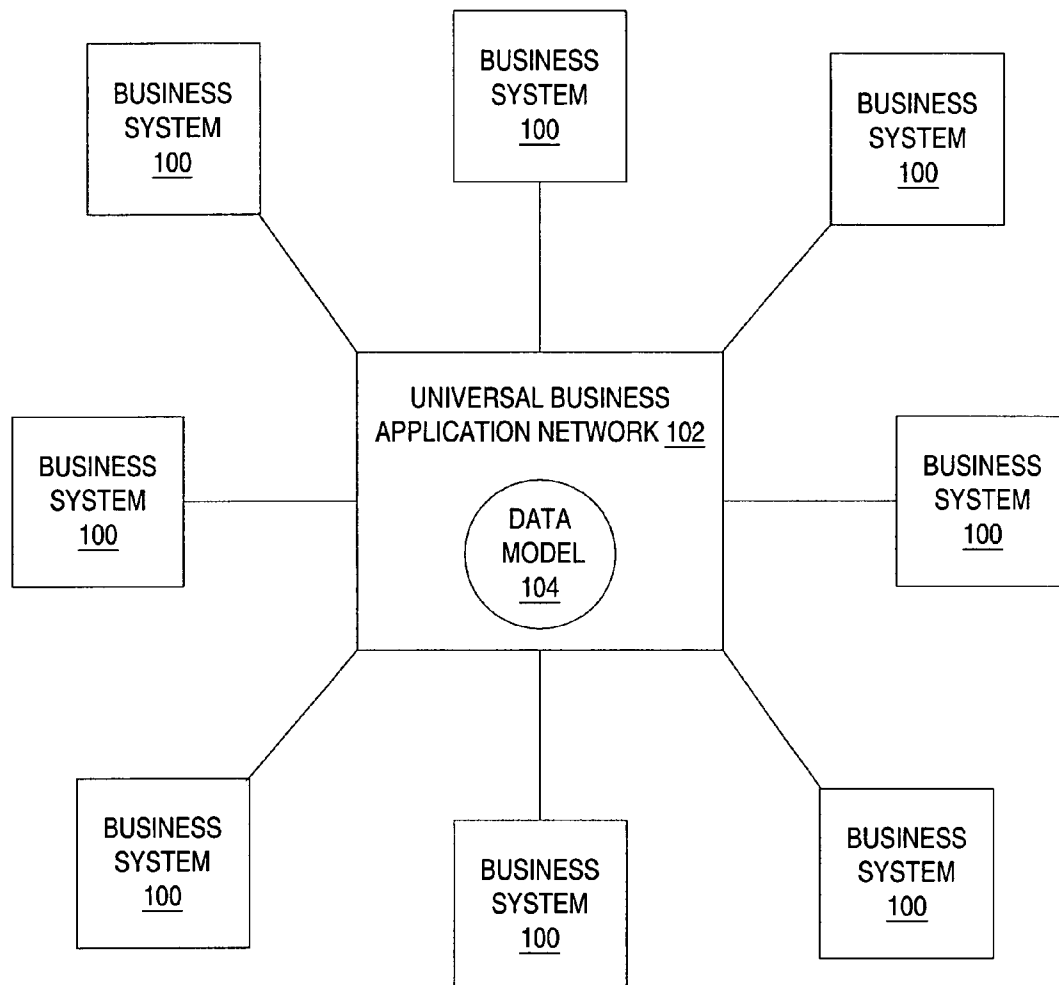 BUSINESS
SYSTEM
100
BUSINESS
SYSTEM
100
BUSINESS
SYSTEM
100
UNIVERSAL BUSINESS
APPLICATION NETWORK 102
BUSINESS
SYSTEM
100
DATA
MODEL
104
BUSINESS
SYSTEM
100
BUSINESS
SYSTEM
100
BUSINESS
SYSTEM
100
BUSINESS
SYSTEM
100